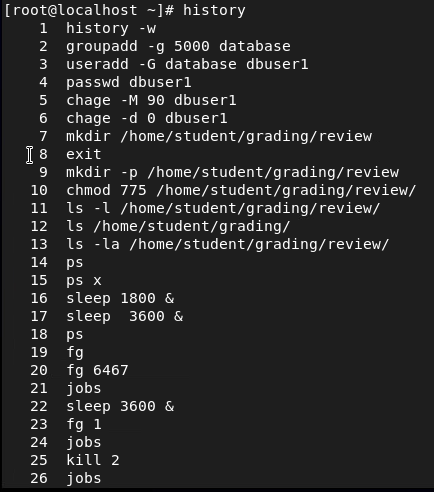 [root@localhost ~]# history
1 history -w
2 groupadd -g 5000 database
3 useradd -G database dbuser1
4 passwd dbuser1
5 chage -M 90 dbuser1
6 chage -d 0 dbuser1
7 mkdir /home/student/grading/review
8 exit
9 mkdir -p /home/student/grading/review
10 chmod 775 /home/student/grading/review/
11 ls -l /home/student/grading/review/
12 ls /home/student/grading/
13 ls -la /home/student/grading/review/
14 ps
15 ps x
16 sleep 1800 &
17 sleep  3600 &
18 ps
19 fg
20 fg 6467
21 jobs
22 sleep 3600 &
23 fg 1
24 jobs
25 kill 2
26 jobs